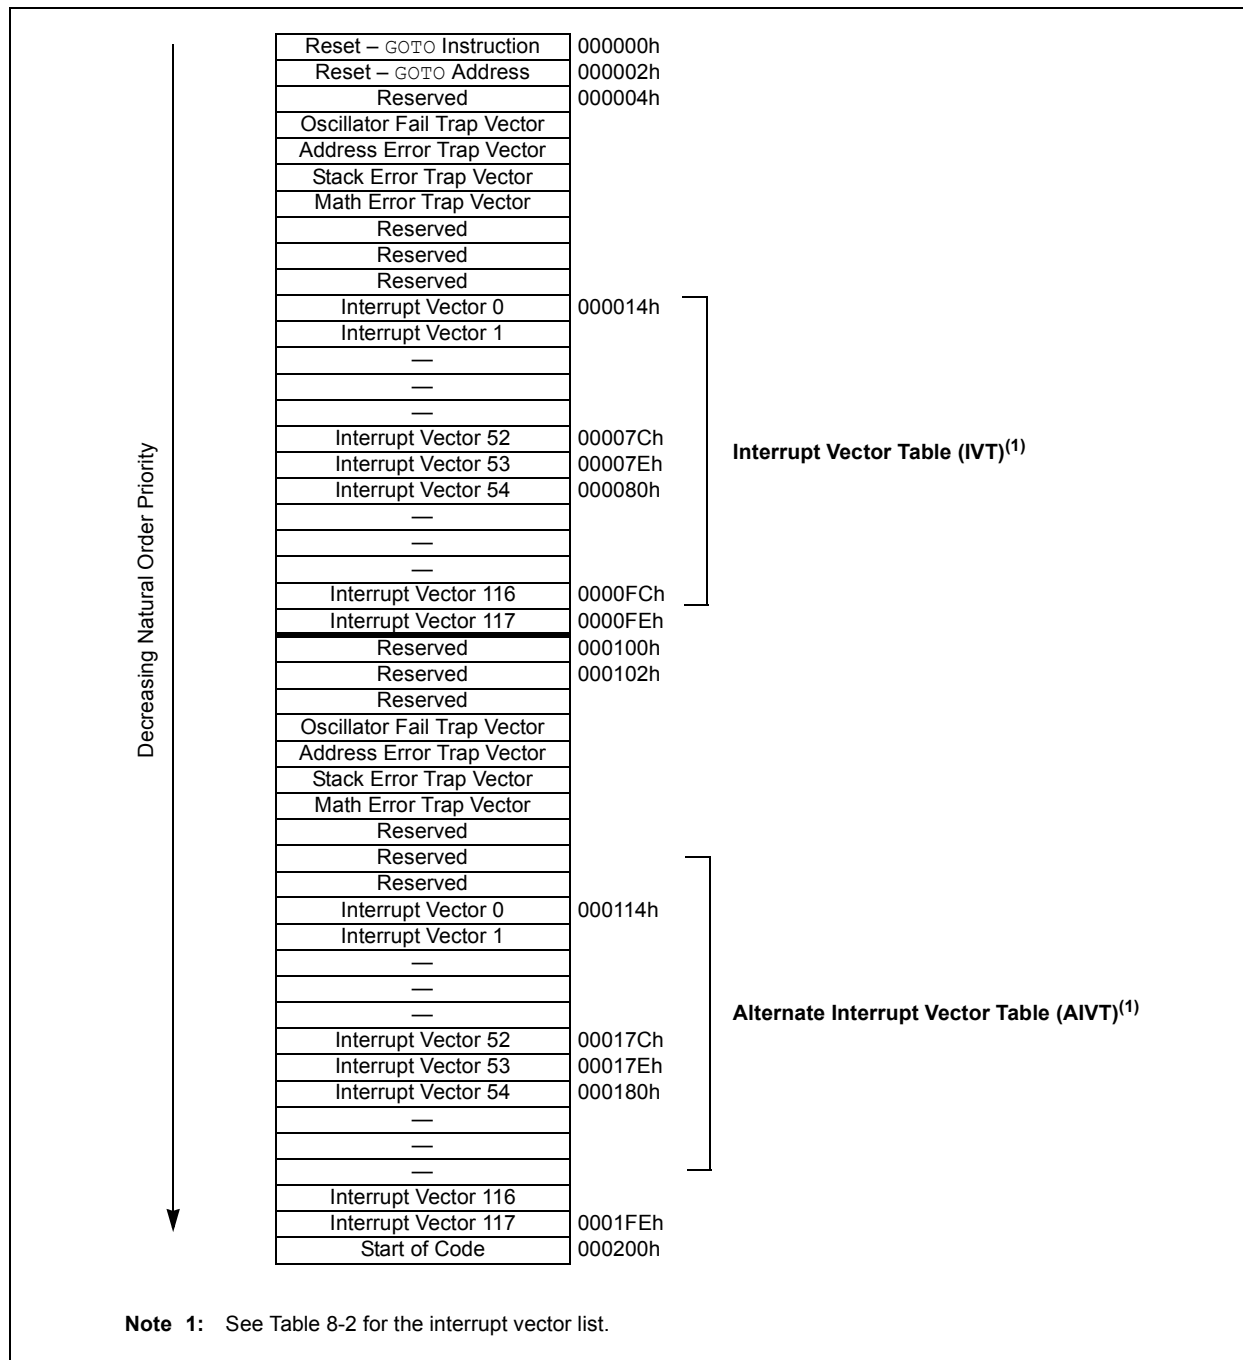 Decreasing Natural Order Priority
Reset – GOTO Instruction 000000h
Reset – GOTO Address 000002h
Reserved 000004h
Oscillator Fail Trap Vector
Address Error Trap Vector
Stack Error Trap Vector
Math Error Trap Vector
Reserved
Reserved
Reserved
Interrupt Vector 0 000014h
Interrupt Vector 1
—
—
—
Interrupt Vector 52 00007Ch
Interrupt Vector 53 00007Eh
Interrupt Vector 54 000080h
—
—
—
Interrupt Vector 116 0000FCh
Interrupt Vector 117 0000FEh
Interrupt Vector Table (IVT)(1)
Reserved 000100h
Reserved 000102h
Reserved
Oscillator Fail Trap Vector
Address Error Trap Vector
Stack Error Trap Vector
Math Error Trap Vector
Reserved
Reserved
Reserved
Interrupt Vector 0 000114h
Interrupt Vector 1
—
—
—
Interrupt Vector 52 00017Ch
Interrupt Vector 53 00017Eh
Interrupt Vector 54 000180h
—
—
—
Interrupt Vector 116
Interrupt Vector 117 0001FEh
Start of Code 000200h
Alternate Interrupt Vector Table (AIVT)(1)
Note 1: See Table 8-2 for the interrupt vector list.